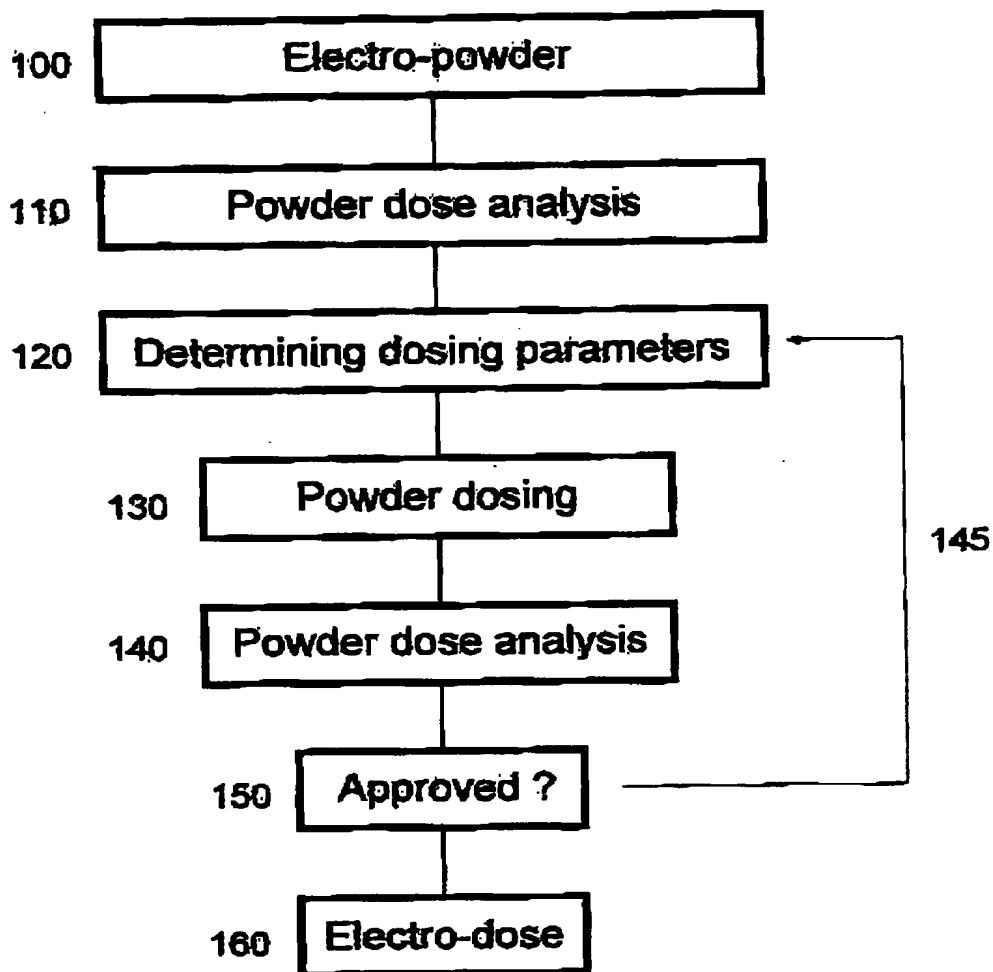 100 Electro-powder
110 Powder dose analysis
120 Determining dosing parameters
130 Powder dosing
145
140 Powder dose analysis
150 Approved ?
160 Electro-dose